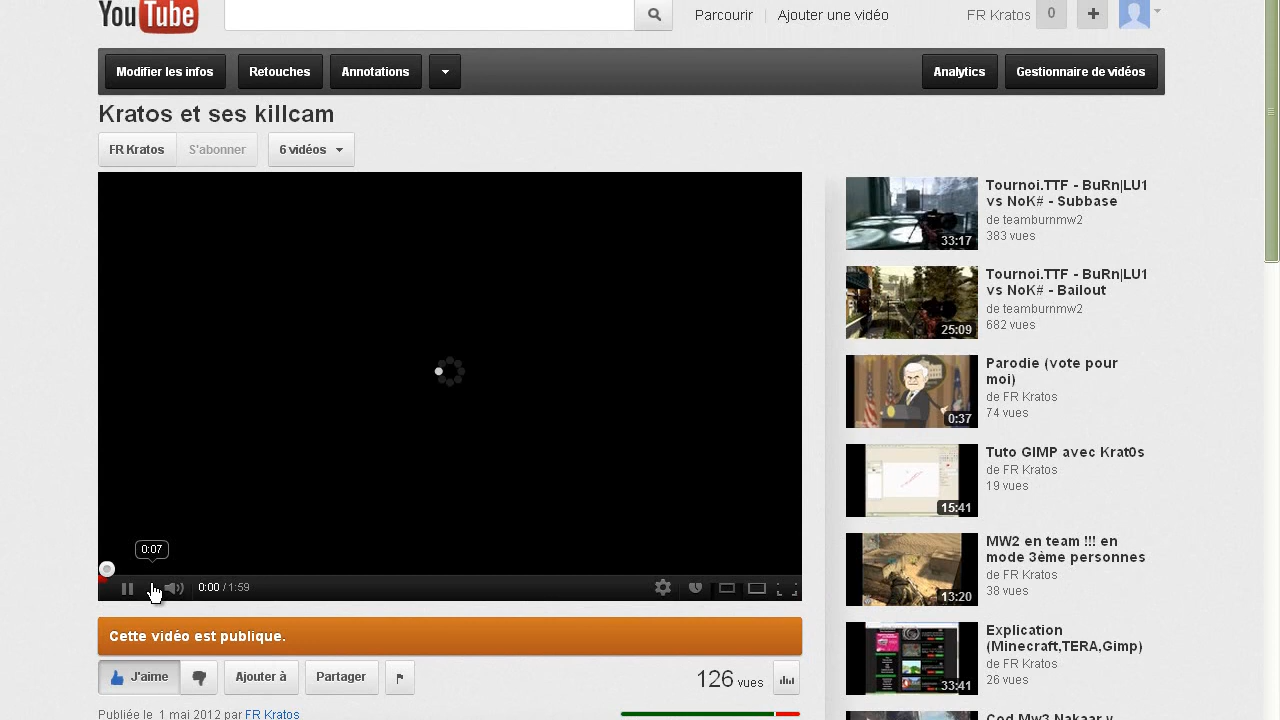 YouTube
Parcourir
Ajouter une vidéo
FR Kratos
0
+
Modifier les infos
Retouches
Annotations
Analytics
Gestionnaire de vidéos
Kratos et ses killcam
FR Kratos
S'abonner
6 vidéos
0:07
0:00 / 1:59
Cette vidéo est publique.
J'aime
Ajouter à
Partager
126 vues
Publiée le
Kratos
33:17
Tournoi.TTF - BuRn|LU1
vs NoK# - Subbase
de teamburnmw2
383 vues
25:09
Tournoi.TTF - BuRn|LU1
vs NoK# - Bailout
de teamburnmw2
682 vues
0:37
Parodie (vote pour
moi)
de FR Kratos
74 vues
15:41
Tuto GIMP avec Krat0s
de FR Kratos
19 vues
13:20
MW2 en team !!! en
mode 3ème personnes
de FR Kratos
38 vues
33:41
Explication
(Minecraft,TERA,Gimp)
de FR Kratos
20 vues
Cod Mw3 Nakaar v